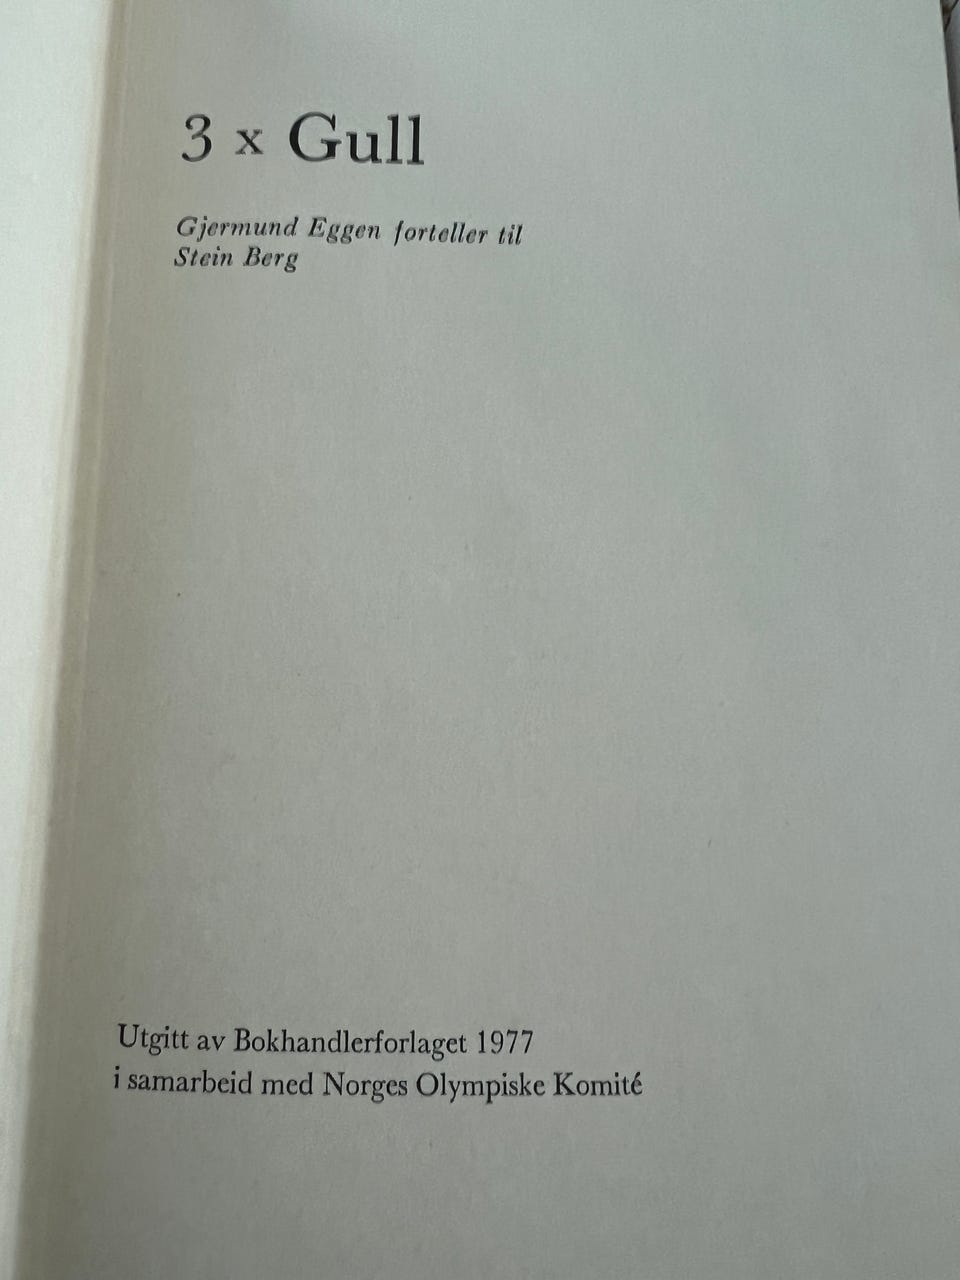 3 x Gull
Gjermund Eggen forteller til
Stein Berg
Utgitt av Bokhandlerforlaget 1977
i samarbeid med Norges Olympiske Komité